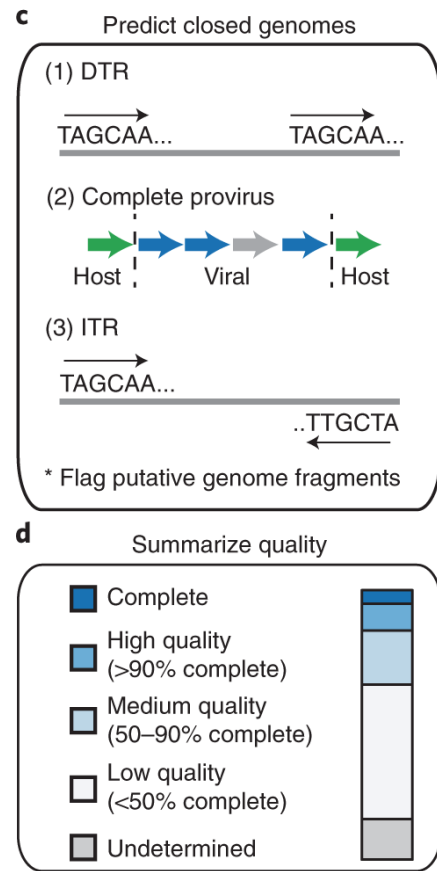 c
Predict closed genomes
(1) DTR
TAGCAA... TAGCAA...
(2) Complete provirus
Host Viral Host
(3) ITR
TAGCAA...
..TTGCTA
* Flag putative genome fragments
d
Summarize quality
Complete
High quality
(>90% complete)
Medium quality
(50–90% complete)
Low quality
(<50% complete)
Undetermined